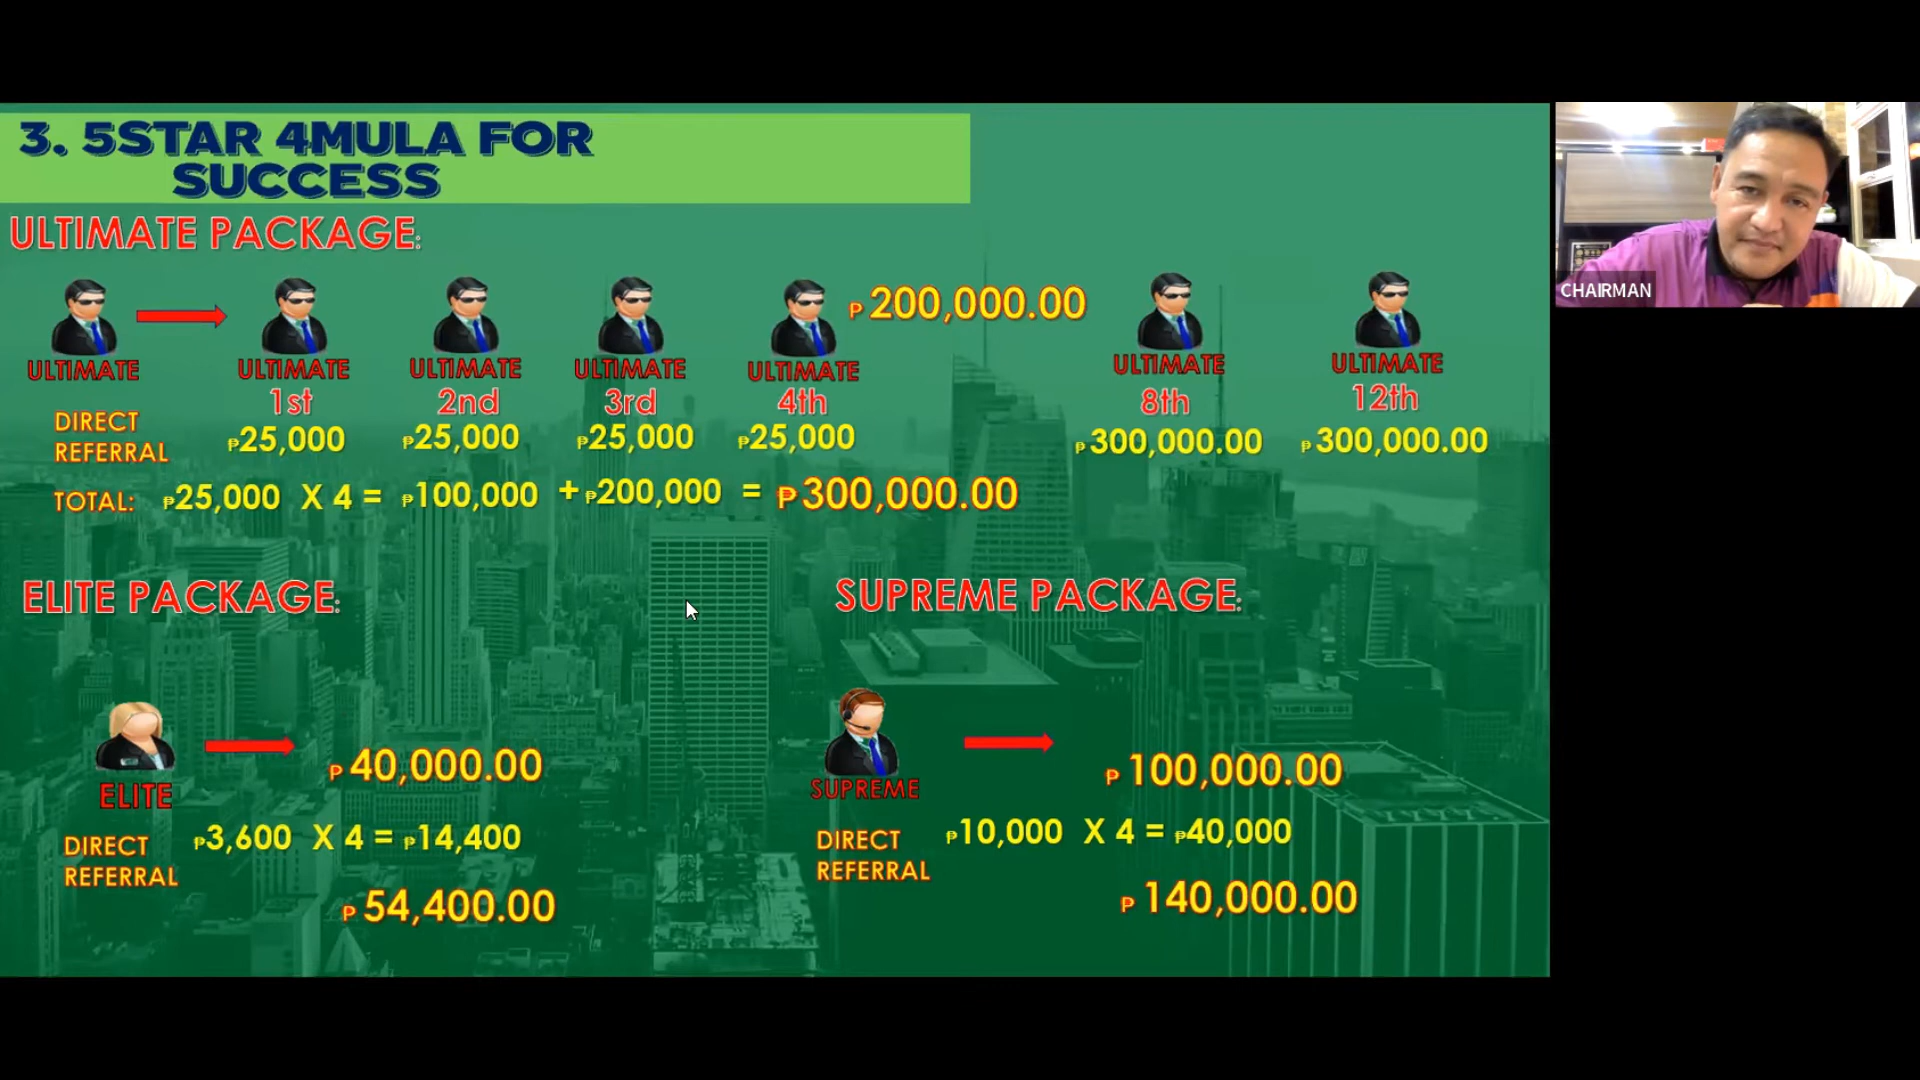 3. 5STAR 4MULA FOR
SUCCESS
ULTIMATE PACKAGE:
ULTIMATE
ULTIMATE
1st
ULTIMATE
2nd
ULTIMATE
3rd
ULTIMATE
4th
₱ 200,000.00
ULTIMATE
8th
ULTIMATE
12th
DIRECT
REFERRAL
₱25,000
₱25,000
₱25,000
₱25,000
₱ 300,000.00
₱ 300,000.00
TOTAL: ₱25,000 X 4 = ₱100,000 + ₱200,000 = ₱300,000.00
ELITE PACKAGE:
ELITE
₱ 40,000.00
DIRECT
REFERRAL
₱3,600 X 4 = ₱14,400
₱ 54,400.00
SUPREME PACKAGE:
SUPREME
₱ 100,000.00
DIRECT
REFERRAL
₱10,000 X 4 = ₱40,000
₱ 140,000.00
CHAIRMAN